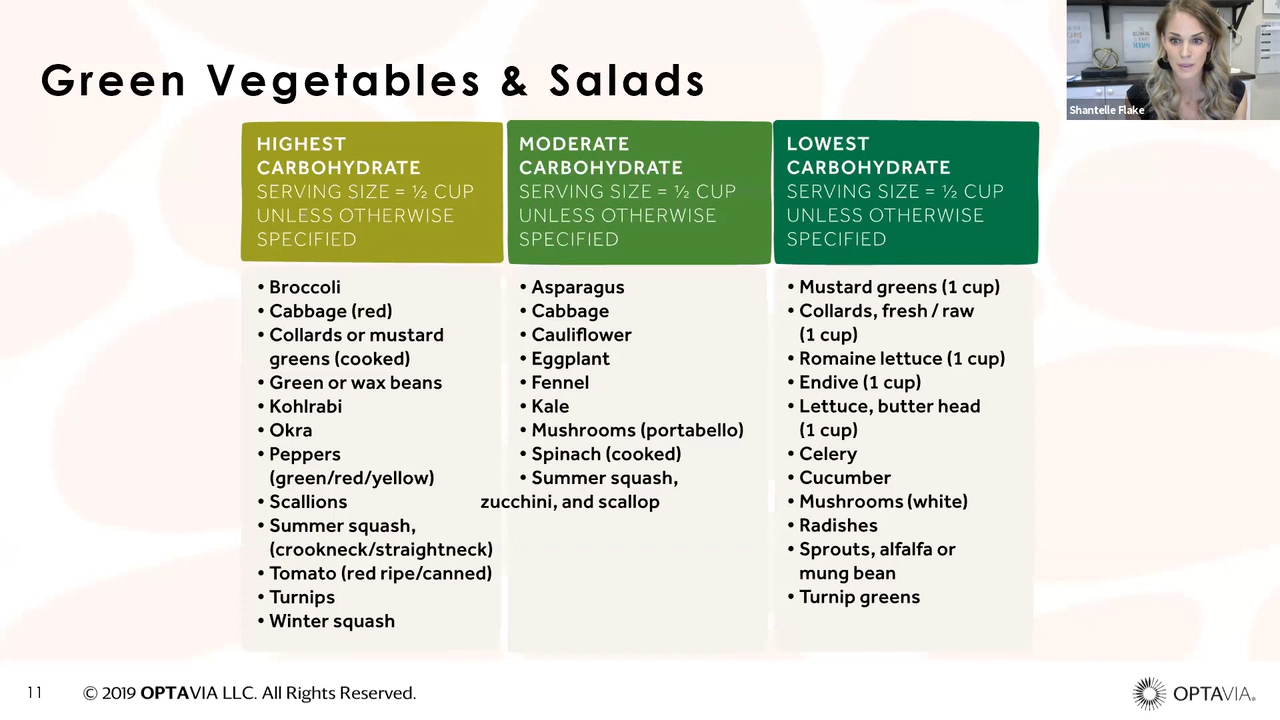 Green Vegetables & Salads
Shantelle Flake
HIGHEST
CARBOHYDRATE
SERVING SIZE = ½ CUP
UNLESS OTHERWISE
SPECIFIED
• Broccoli
• Cabbage (red)
• Collards or mustard
greens (cooked)
• Green or wax beans
• Kohlrabi
• Okra
• Peppers
(green/red/yellow)
• Scallions
• Summer squash,
(crookneck/straightneck)
• Tomato (red ripe/canned)
• Turnips
• Winter squash
MODERATE
CARBOHYDRATE
SERVING SIZE = ½ CUP
UNLESS OTHERWISE
SPECIFIED
• Asparagus
• Cabbage
• Cauliflower
• Eggplant
• Fennel
• Kale
• Mushrooms (portabello)
• Spinach (cooked)
• Summer squash,
zucchini, and scallop
LOWEST
CARBOHYDRATE
SERVING SIZE = ½ CUP
UNLESS OTHERWISE
SPECIFIED
• Mustard greens (1 cup)
• Collards, fresh / raw
(1 cup)
• Romaine lettuce (1 cup)
• Endive (1 cup)
• Lettuce, butter head
(1 cup)
• Celery
• Cucumber
• Mushrooms (white)
• Radishes
• Sprouts, alfalfa or
mung bean
• Turnip greens
11
© 2019 OPTAVIA LLC. All Rights Reserved.
OPTAVIA.